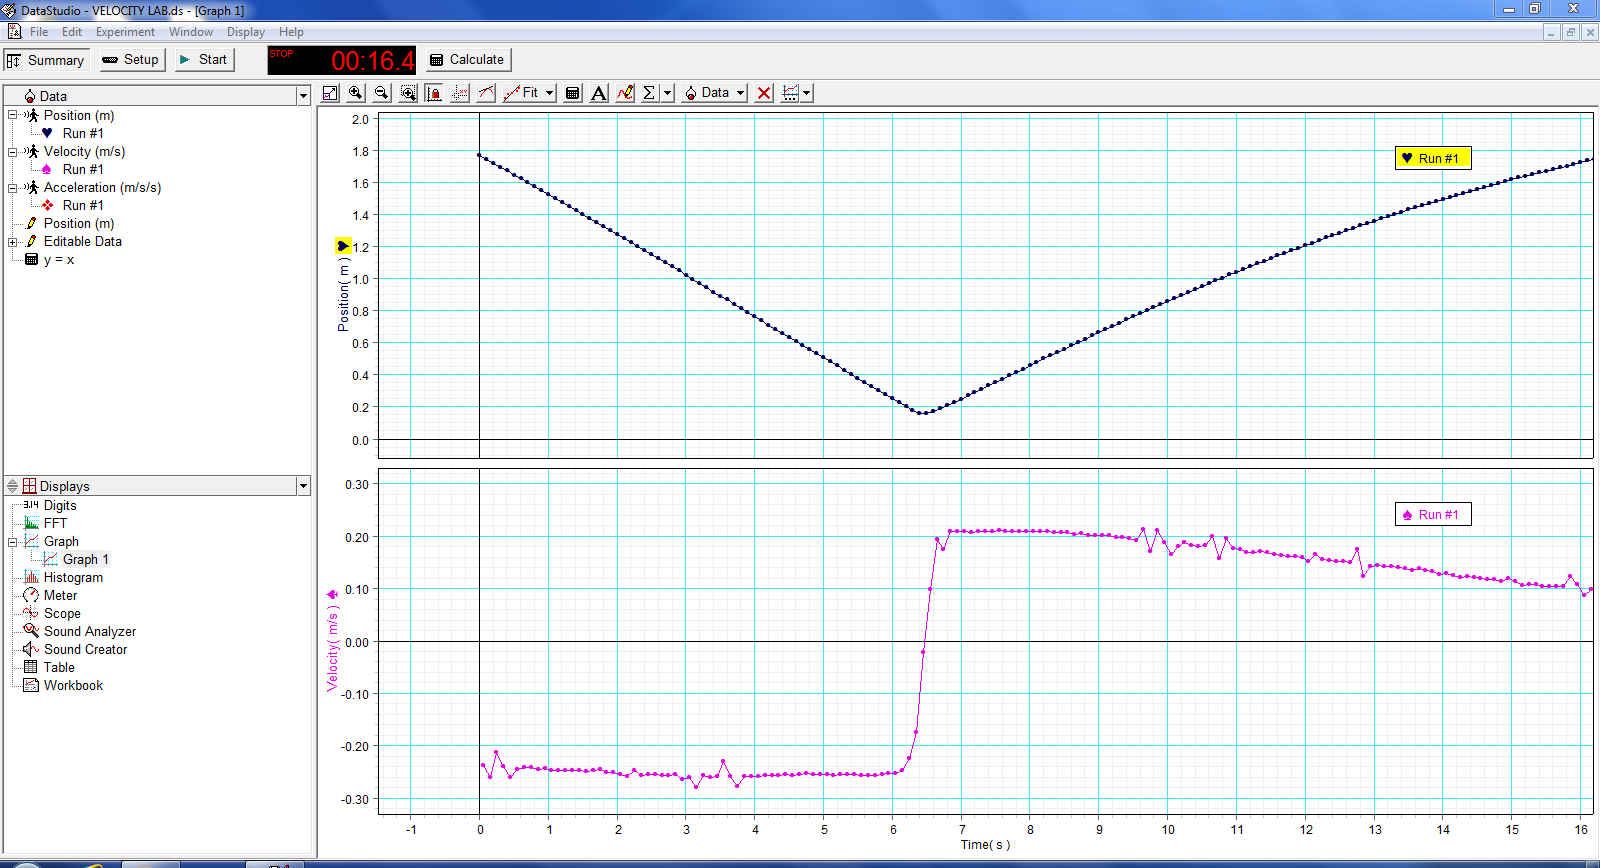 DataStudio - VELOCITY LAB.ds - [Graph 1]
File Edit Experiment Window Display Help
Summary Setup Start STOP 00:16.4 Calculate
Data
Position (m)
Run #1
Velocity (m/s)
Run #1
Acceleration (m/s/s)
Run #1
Position (m)
Editable Data
y = x
Displays
3.14 Digits
FFT
Graph
Graph 1
Histogram
Meter
Scope
Sound Analyzer
Sound Creator
Table
Workbook
Fit A Σ Data
2.0
1.8
1.6
1.4
1.2
1.0
0.8
0.6
0.4
0.2
0.0
Position( m )
Run #1
0.30
0.20
0.10
0.00
-0.10
-0.20
-0.30
Velocity( m/s )
Run #1
-1 0 1 2 3 4 5 6 7 8 9 10 11 12 13 14 15 16
Time( s )